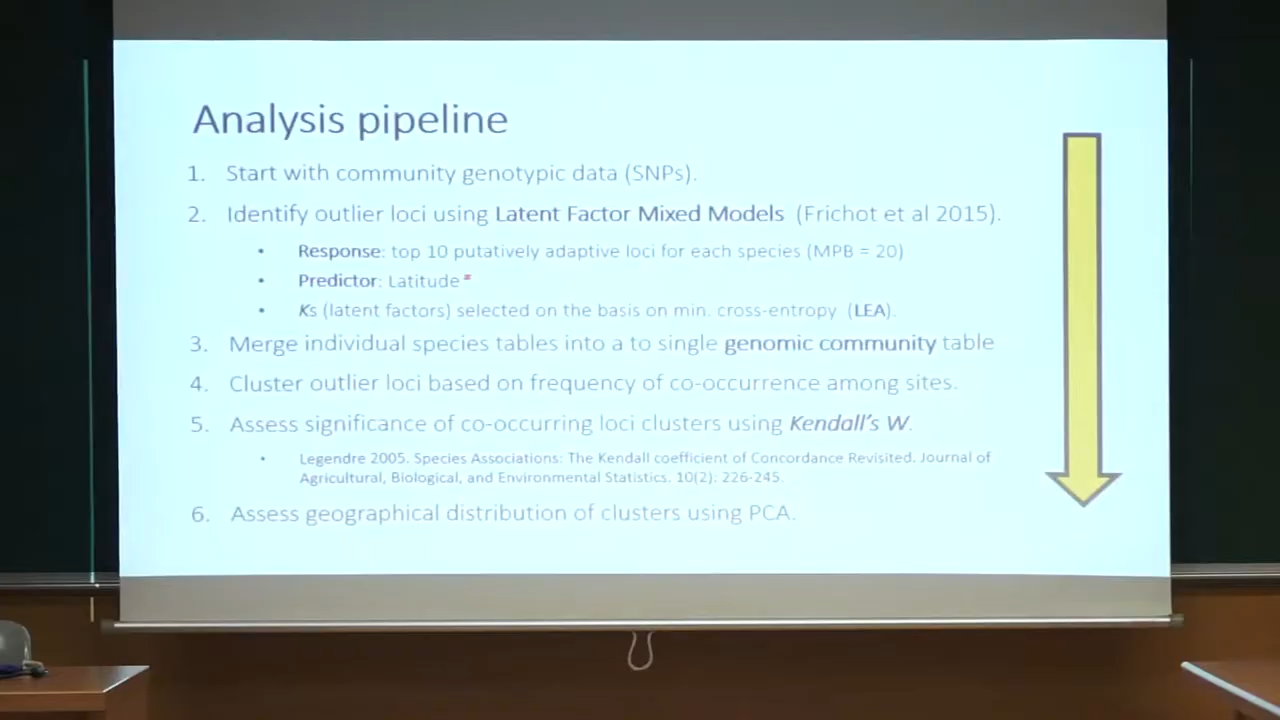 Analysis pipeline
1. Start with community genotypic data (SNPs).
2. Identify outlier loci using Latent Factor Mixed Models (Frichot et al 2015).
• Response: top 10 putatively adaptive loci for each species (MPB = 20)
• Predictor: Latitude*
• Ks (latent factors) selected on the basis on min. cross-entropy (LEA).
3. Merge individual species tables into a to single genomic community table
4. Cluster outlier loci based on frequency of co-occurrence among sites.
5. Assess significance of co-occurring loci clusters using Kendall's W.
• Legendre 2005. Species Associations: The Kendall coefficient of Concordance Revisited. Journal of
Agricultural, Biological, and Environmental Statistics. 10(2): 226-245.
6. Assess geographical distribution of clusters using PCA.